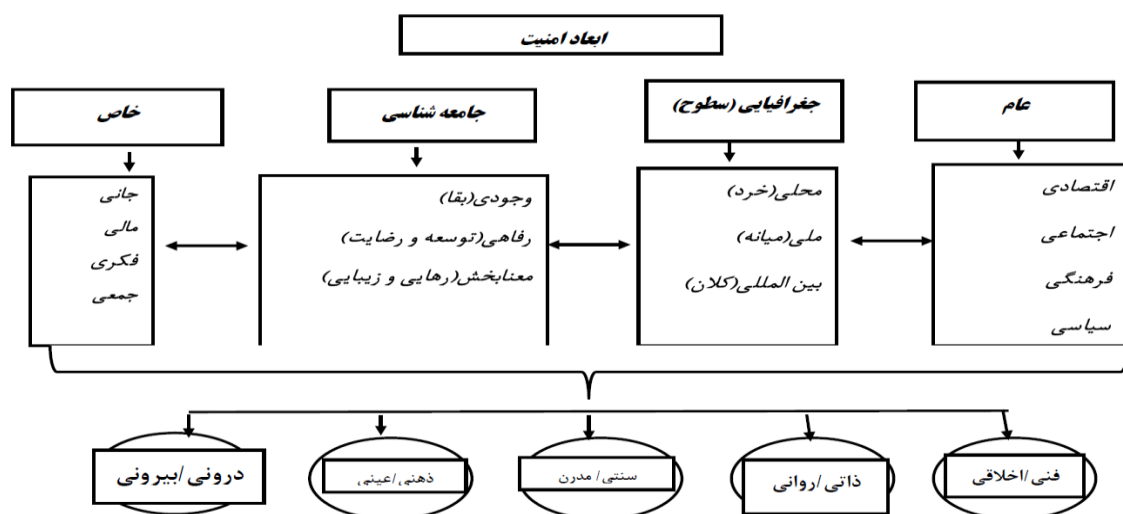 ابعاد امنیت
عام
جغرافیایی (سطوح)
جامعه شناسی
خاص
اقتصادی
اجتماعی
فرهنگی
سیاسی
محلی(خرد)
ملی(میانه)
بین المللی(کلان)
وجودی(بقا)
رفاهی(توسعه و رضایت)
معنابخش(رهایی و زیبایی)
جانی
مالی
فکری
جمعی
فنی/اخلاقی
ذاتی/روانی
سنتی/مدرن
ذهنی/عینی
درونی/بیرونی